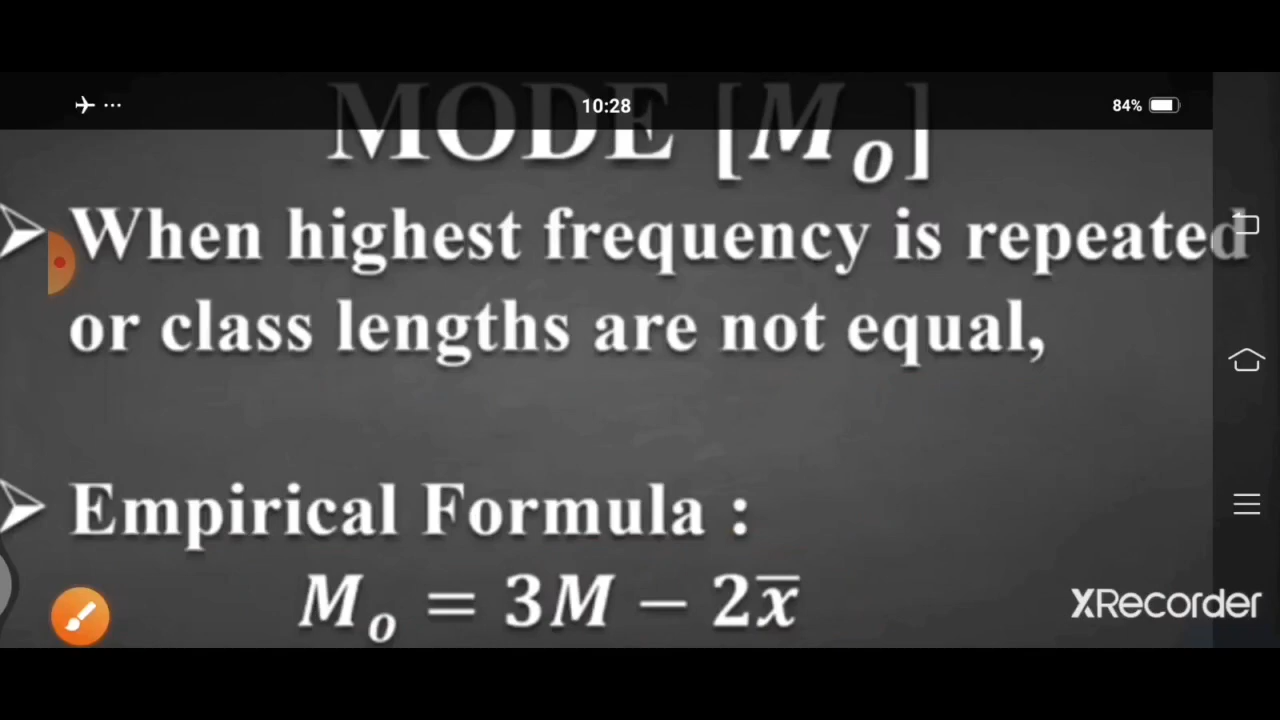 10:28
84%
MODE [Mₒ]
➤ When highest frequency is repeated
or class lengths are not equal,
➤ Empirical Formula :
Mₒ = 3M − 2x̅
XRecorder